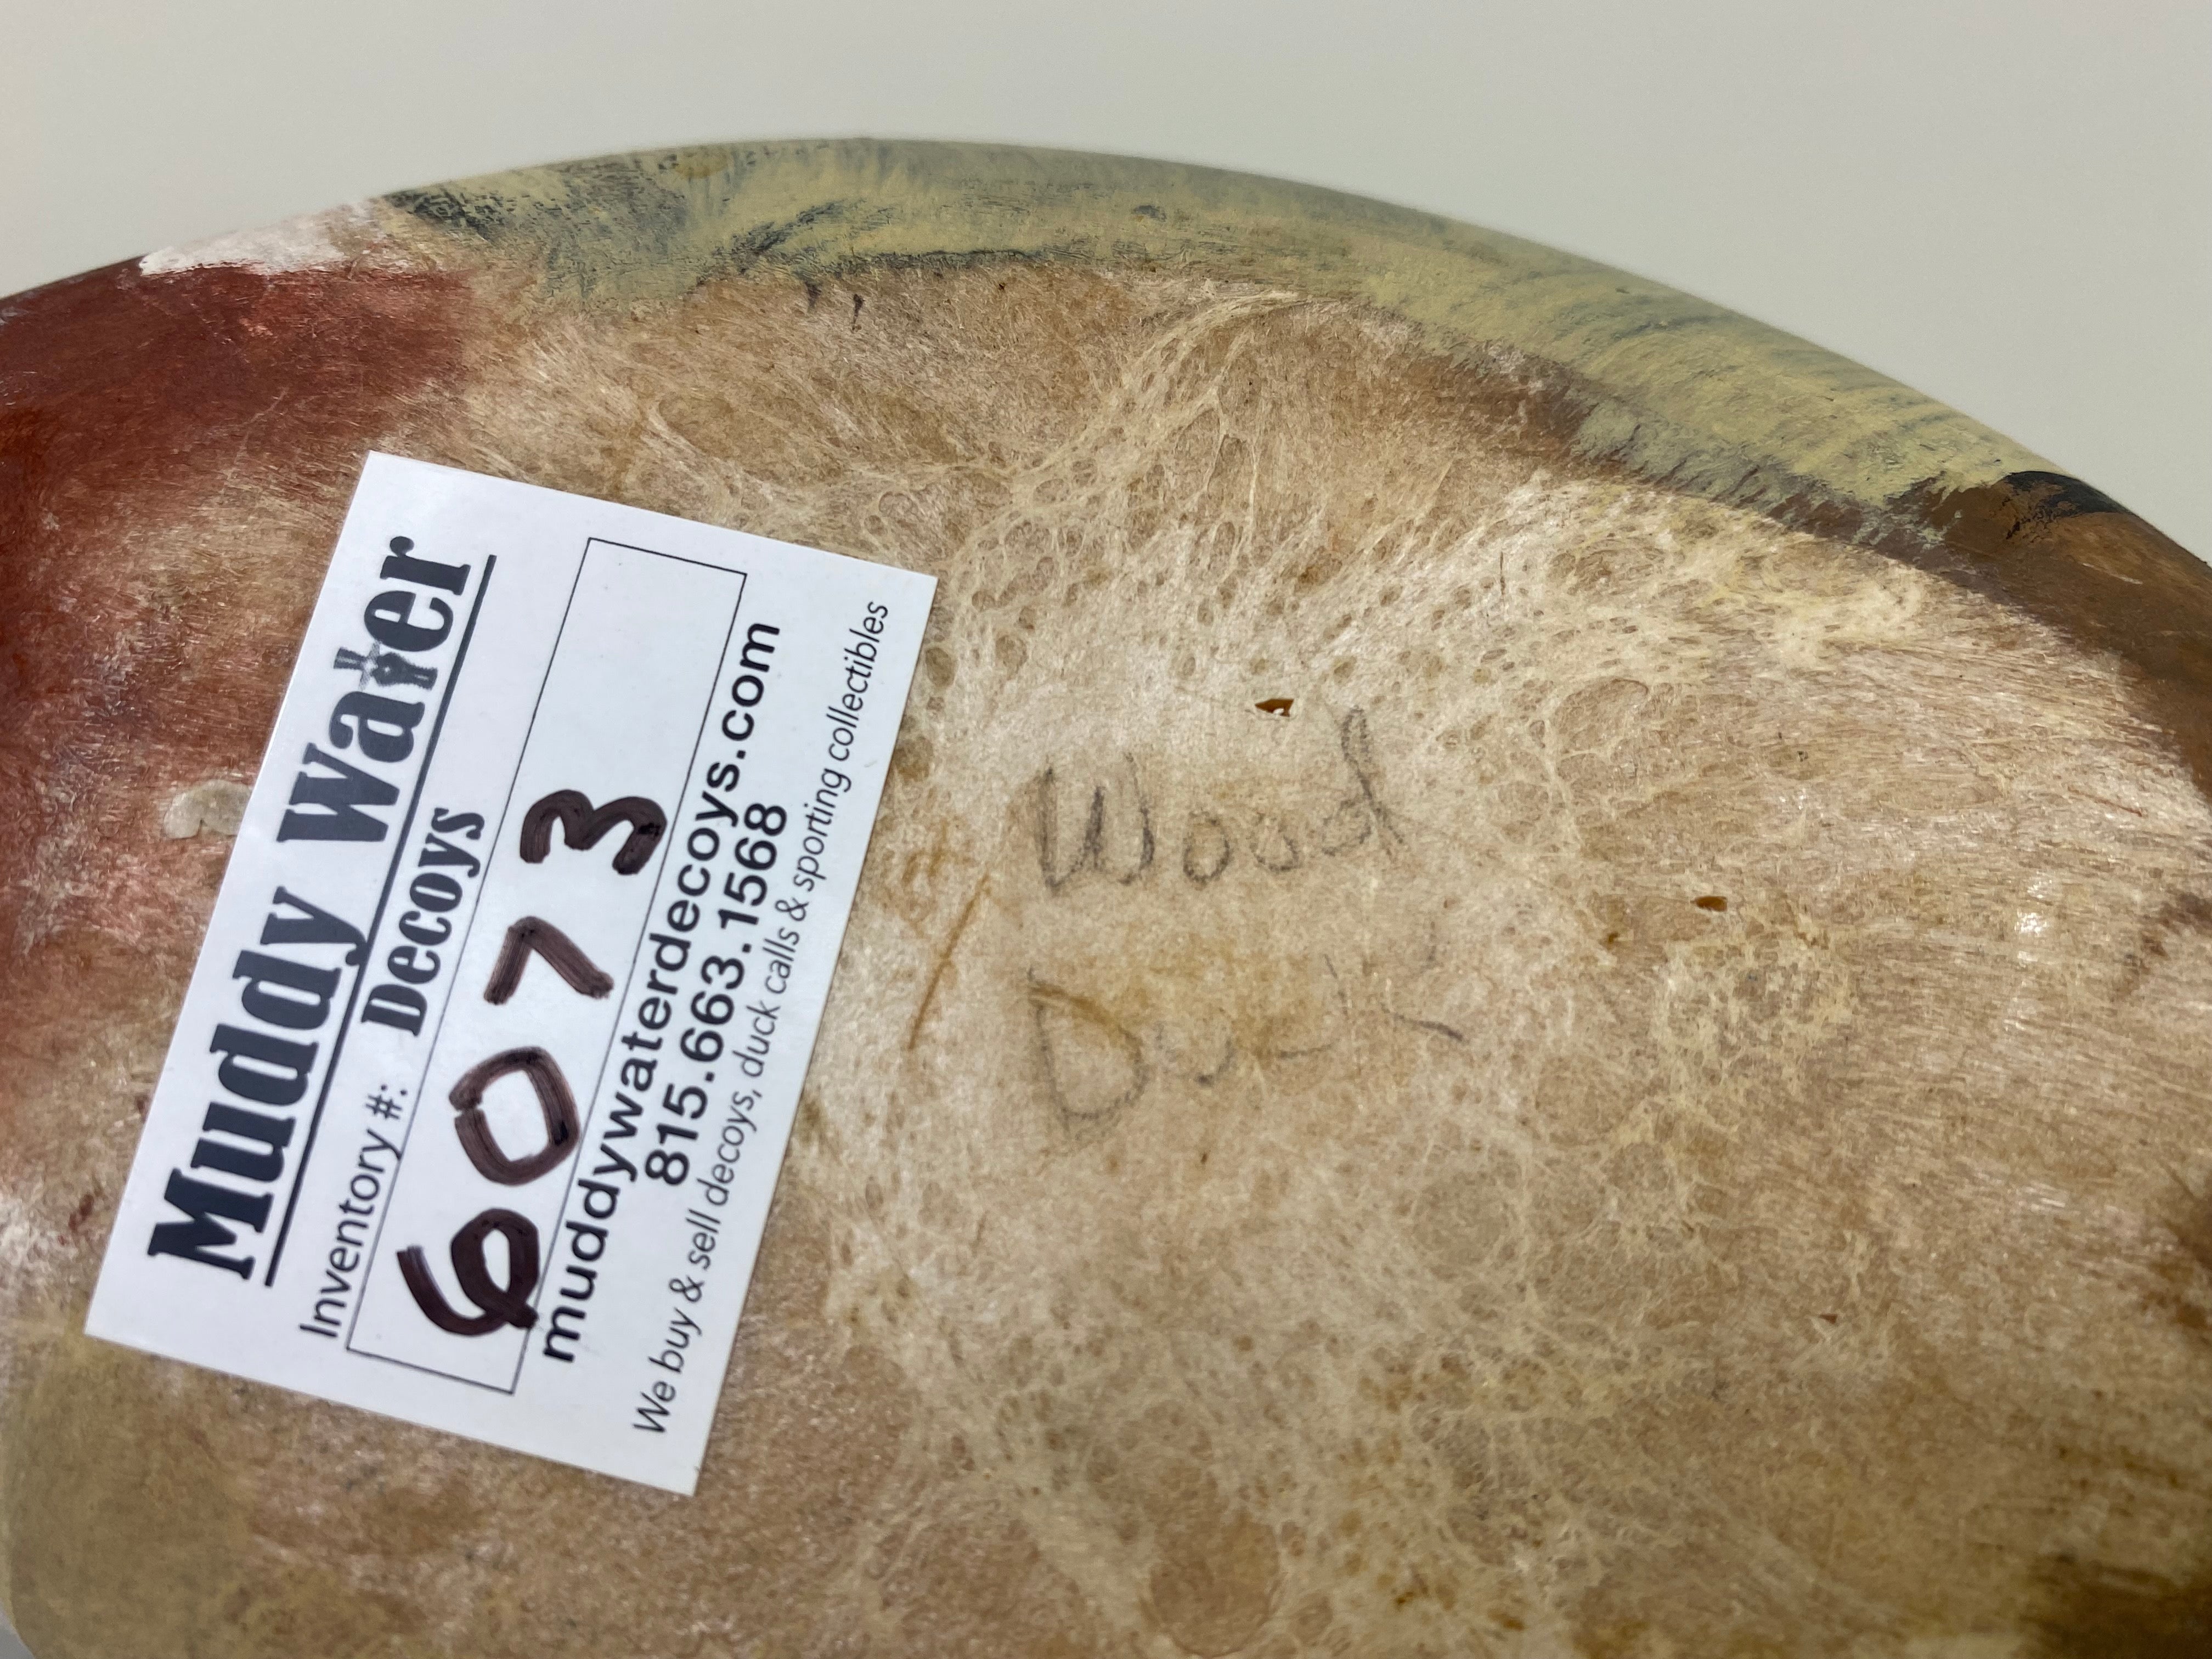 Muddy Water
Decoys
Inventory #:
6073
muddywaterdecoys.com
815.663.1568
We buy & sell decoys, duck calls & sporting collectibles
Wood
Duck